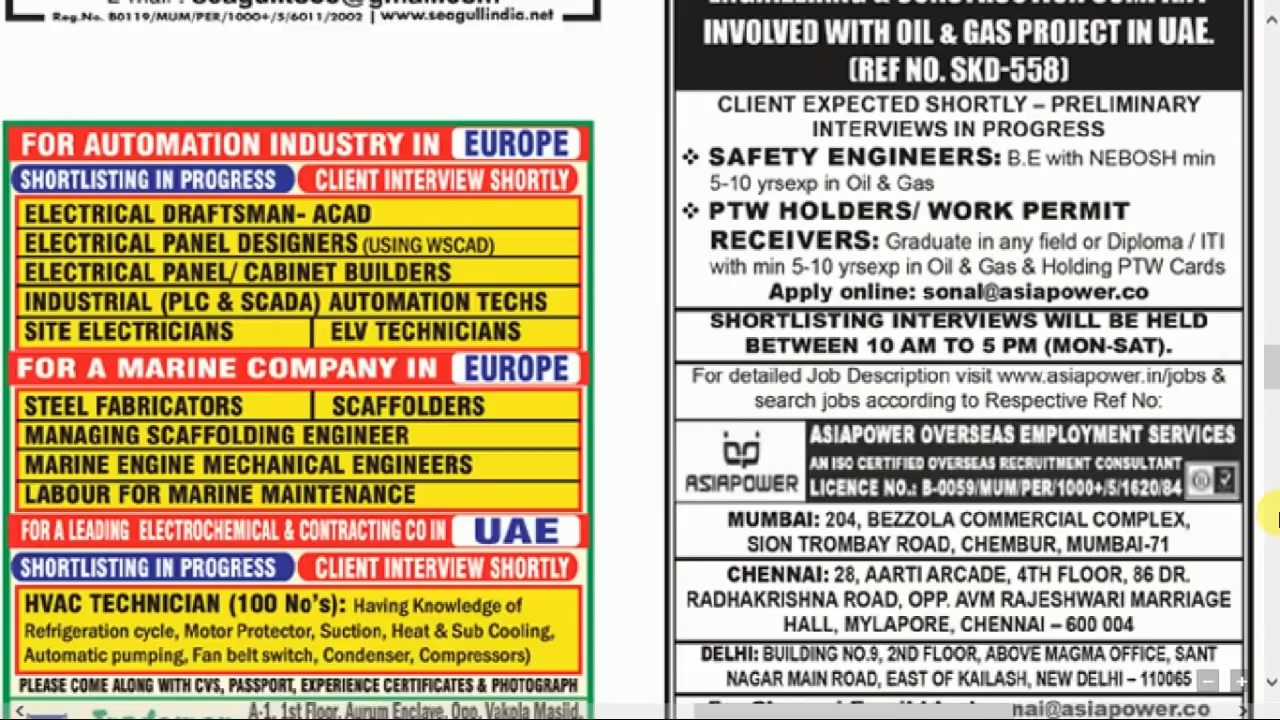 Reg.No. B0119/MUM/PER/1000+/5/6011/2002 | www.seagullindia.net
FOR AUTOMATION INDUSTRY IN EUROPE
SHORTLISTING IN PROGRESS CLIENT INTERVIEW SHORTLY
ELECTRICAL DRAFTSMAN- ACAD
ELECTRICAL PANEL DESIGNERS (USING WSCAD)
ELECTRICAL PANEL/ CABINET BUILDERS
INDUSTRIAL (PLC & SCADA) AUTOMATION TECHS
SITE ELECTRICIANS ELV TECHNICIANS
FOR A MARINE COMPANY IN EUROPE
STEEL FABRICATORS SCAFFOLDERS
MANAGING SCAFFOLDING ENGINEER
MARINE ENGINE MECHANICAL ENGINEERS
LABOUR FOR MARINE MAINTENANCE
FOR A LEADING ELECTROCHEMICAL & CONTRACTING CO IN UAE
SHORTLISTING IN PROGRESS CLIENT INTERVIEW SHORTLY
HVAC TECHNICIAN (100 No's): Having Knowledge of
Refrigeration cycle, Motor Protector, Suction, Heat & Sub Cooling,
Automatic pumping, Fan belt switch, Condenser, Compressors)
PLEASE COME ALONG WITH CVS, PASSPORT, EXPERIENCE CERTIFICATES & PHOTOGRAPH
A-1, 1st Floor, Aurum Enclave, Opp. Vakola Masjid,
INVOLVED WITH OIL & GAS PROJECT IN UAE.
(REF NO. SKD-558)
CLIENT EXPECTED SHORTLY – PRELIMINARY
INTERVIEWS IN PROGRESS
❖ SAFETY ENGINEERS: B.E with NEBOSH min
5-10 yrsexp in Oil & Gas
❖ PTW HOLDERS/ WORK PERMIT
RECEIVERS: Graduate in any field or Diploma / ITI
with min 5-10 yrsexp in Oil & Gas & Holding PTW Cards
Apply online: sonal@asiapower.co
SHORTLISTING INTERVIEWS WILL BE HELD
BETWEEN 10 AM TO 5 PM (MON-SAT).
For detailed Job Description visit www.asiapower.in/jobs &
search jobs according to Respective Ref No:
ASIAPOWER
ASIAPOWER OVERSEAS EMPLOYMENT SERVICES
AN ISO CERTIFIED OVERSEAS RECRUITMENT CONSULTANT
LICENCE NO.: B-0059/MUM/PER/1000+/5/1620/84
MUMBAI: 204, BEZZOLA COMMERCIAL COMPLEX,
SION TROMBAY ROAD, CHEMBUR, MUMBAI-71
CHENNAI: 28, AARTI ARCADE, 4TH FLOOR, 86 DR.
RADHAKRISHNA ROAD, OPP. AVM RAJESHWARI MARRIAGE
HALL, MYLAPORE, CHENNAI – 600 004
DELHI: BUILDING NO.9, 2ND FLOOR, ABOVE MAGMA OFFICE, SANT
NAGAR MAIN ROAD, EAST OF KAILASH, NEW DELHI – 110065
nai@asiapower.co